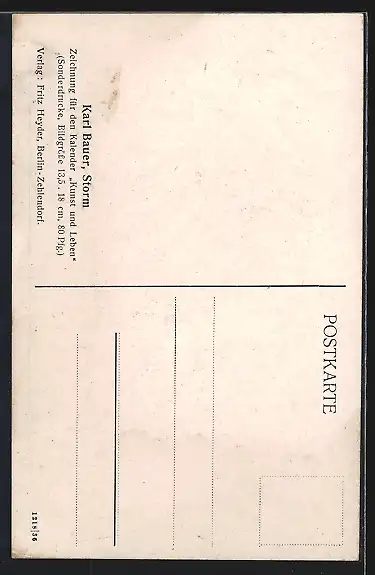 POSTKARTE
Karl Bauer, Storm
Zeichnung für den Kalender „Kunst und Leben“
(Sonderdrucke, Bildgröße 13,5 . 18 cm, 80 Pfg.)
Verlag: Fritz Heyder, Berlin-Zehlendorf.
1218|36